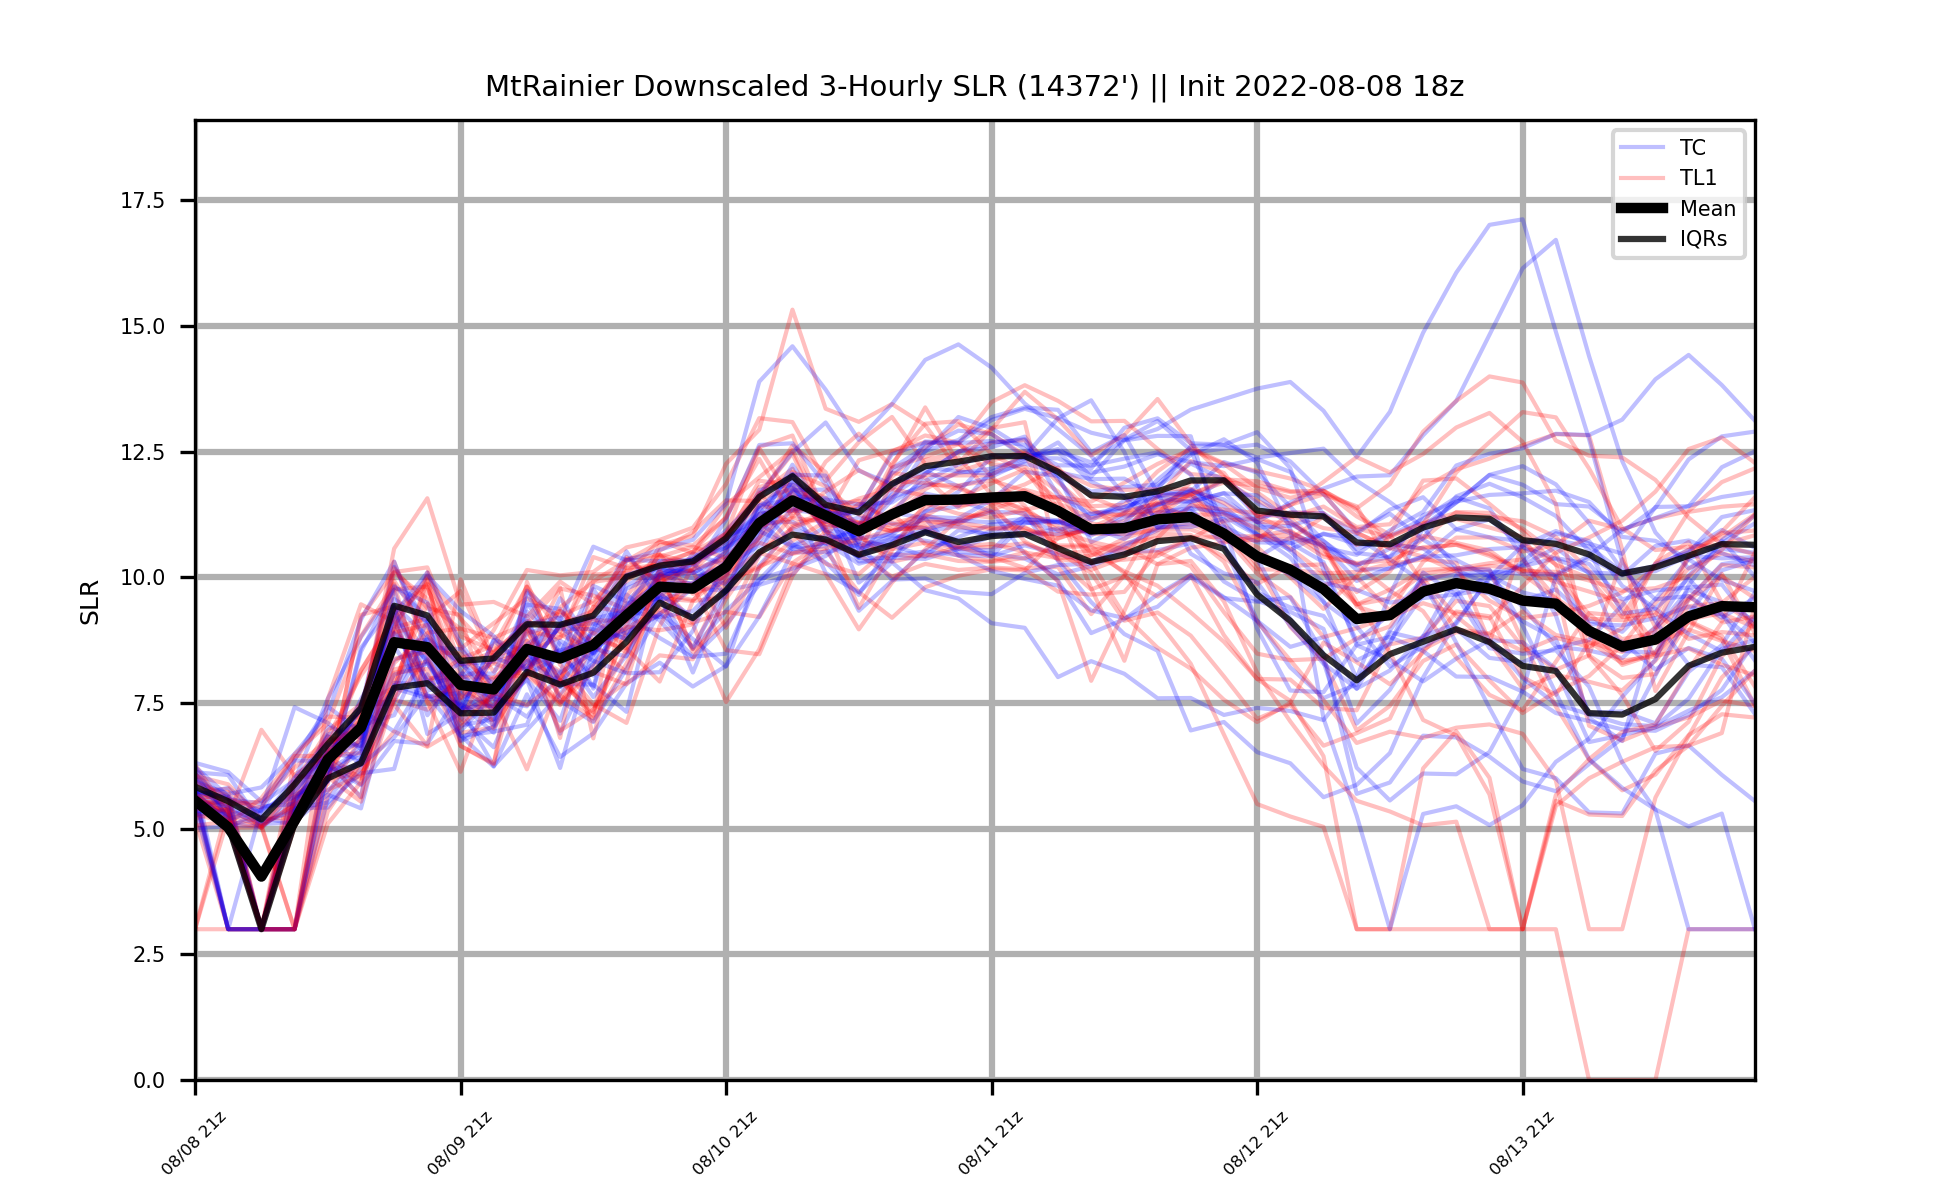 MtRainier Downscaled 3-Hourly SLR (14372') || Init 2022-08-08 18z
TC
TL1
Mean
IQRs
17.5
15.0
12.5
10.0
7.5
5.0
2.5
0.0
SLR
08/08 21z
08/09 21z
08/10 21z
08/11 21z
08/12 21z
08/13 21z